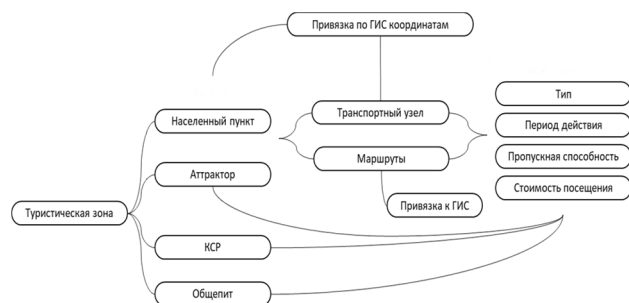 Привязка по ГИС координатам
Тип
Населенный пункт
Транспортный узел
Период действия
Маршруты
Пропускная способность
Аттрактор
Стоимость посещения
Привязка к ГИС
Туристическая зона
КСР
Общепит